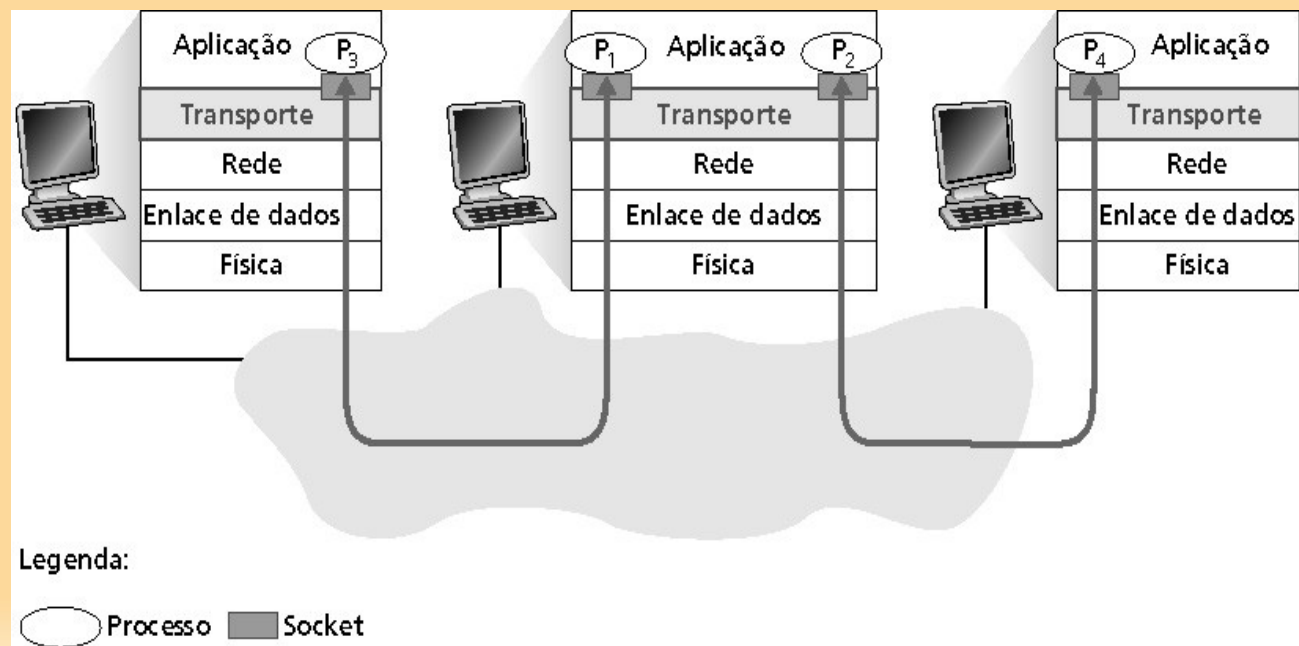 Aplicação P3
P1 Aplicação P2
P4 Aplicação
Transporte
Transporte
Transporte
Rede
Rede
Rede
Enlace de dados
Enlace de dados
Enlace de dados
Física
Física
Física
Legenda:
Processo Socket